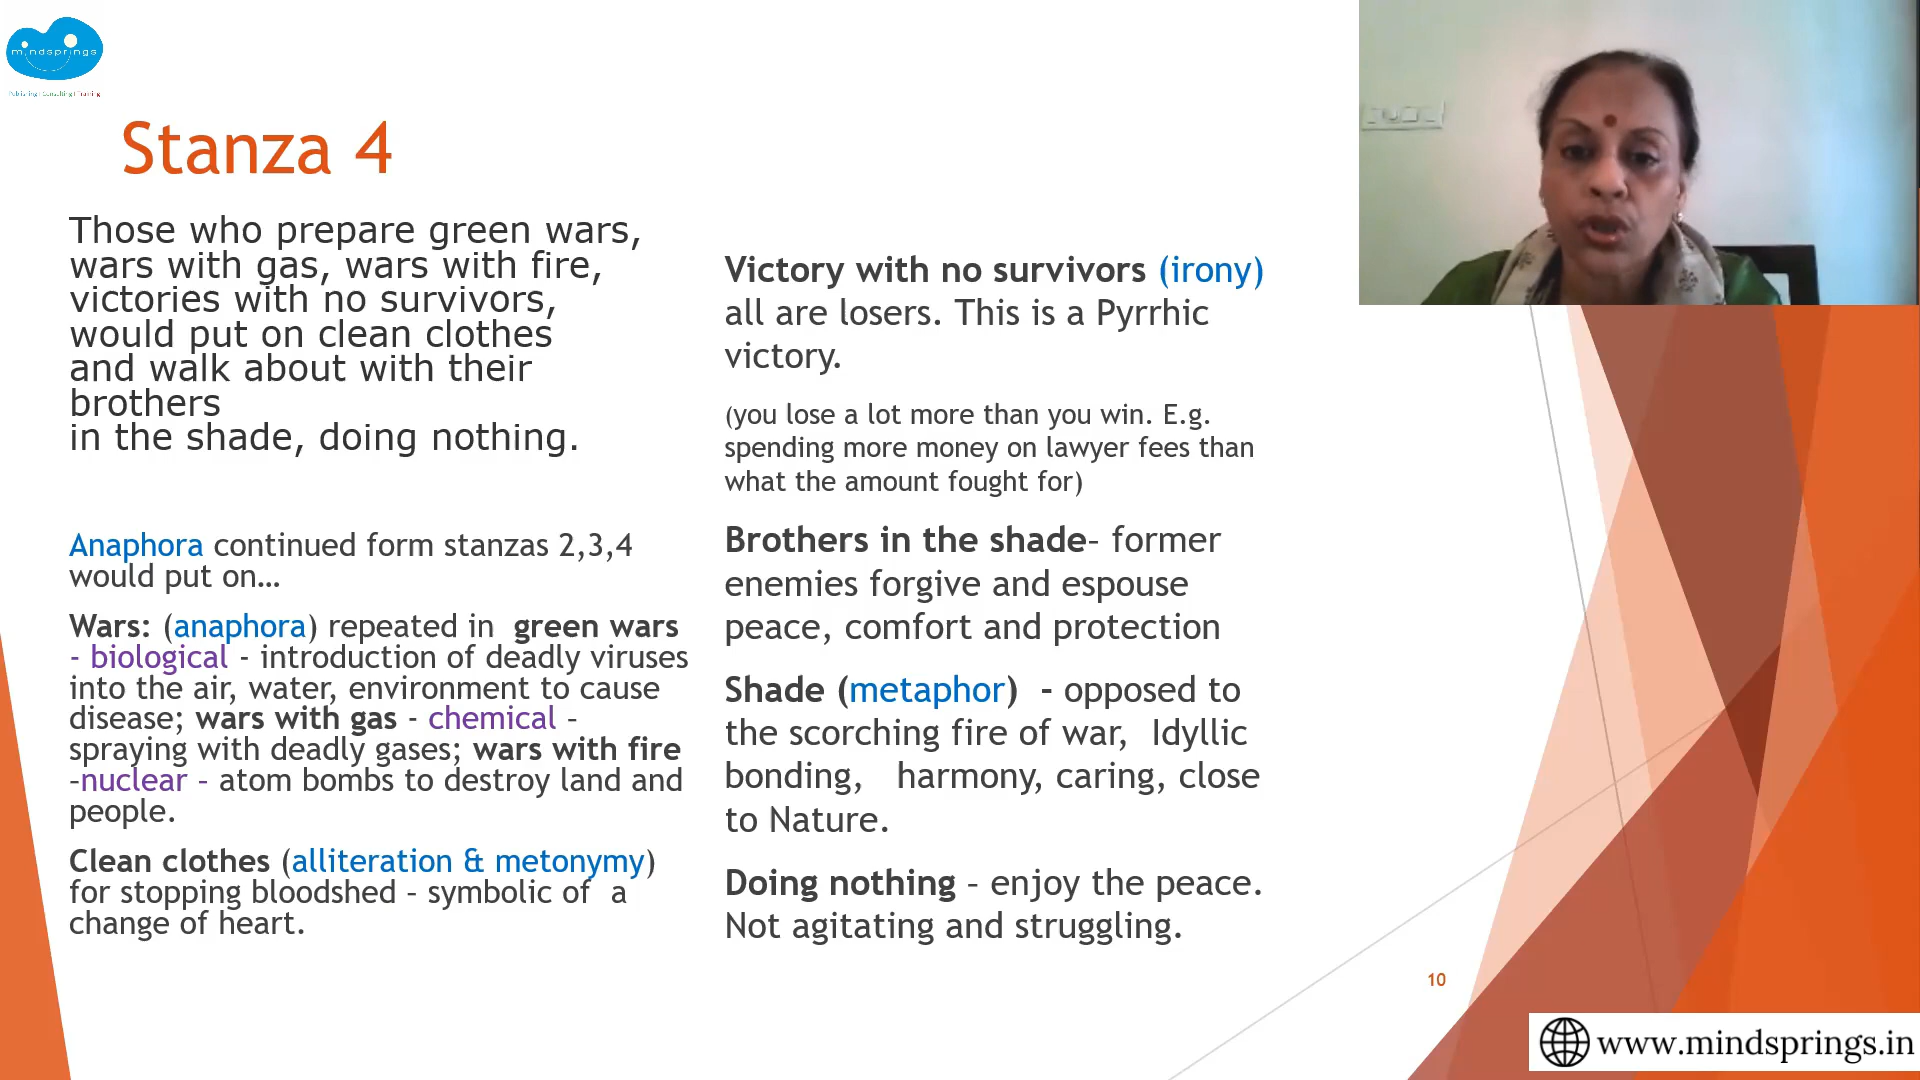 mindsprings
Publishing I Consulting I Training
Stanza 4
Those who prepare green wars,
wars with gas, wars with fire,
victories with no survivors,
would put on clean clothes
and walk about with their
brothers
in the shade, doing nothing.
Anaphora continued form stanzas 2,3,4
would put on…
Wars: (anaphora) repeated in green wars
- biological - introduction of deadly viruses
into the air, water, environment to cause
disease; wars with gas - chemical –
spraying with deadly gases; wars with fire
–nuclear – atom bombs to destroy land and
people.
Clean clothes (alliteration & metonymy)
for stopping bloodshed – symbolic of a
change of heart.
Victory with no survivors (irony)
all are losers. This is a Pyrrhic
victory.
(you lose a lot more than you win. E.g.
spending more money on lawyer fees than
what the amount fought for)
Brothers in the shade– former
enemies forgive and espouse
peace, comfort and protection
Shade (metaphor) - opposed to
the scorching fire of war, Idyllic
bonding, harmony, caring, close
to Nature.
Doing nothing – enjoy the peace.
Not agitating and struggling.
10
www.mindsprings.in